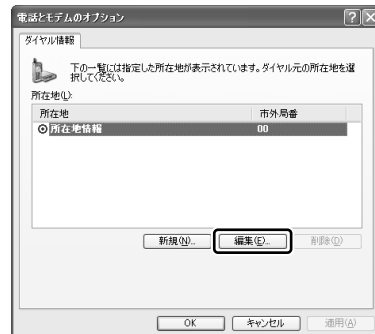 電話とモデムのオプション
ダイヤル情報
下の一覧には指定した所在地が表示されています。ダイヤル元の所在地を選
択してください。
所在地(L):
所在地 市外局番
所在地情報 00
新規(N)... 編集(E)... 削除(D)
OK キャンセル 適用(A)